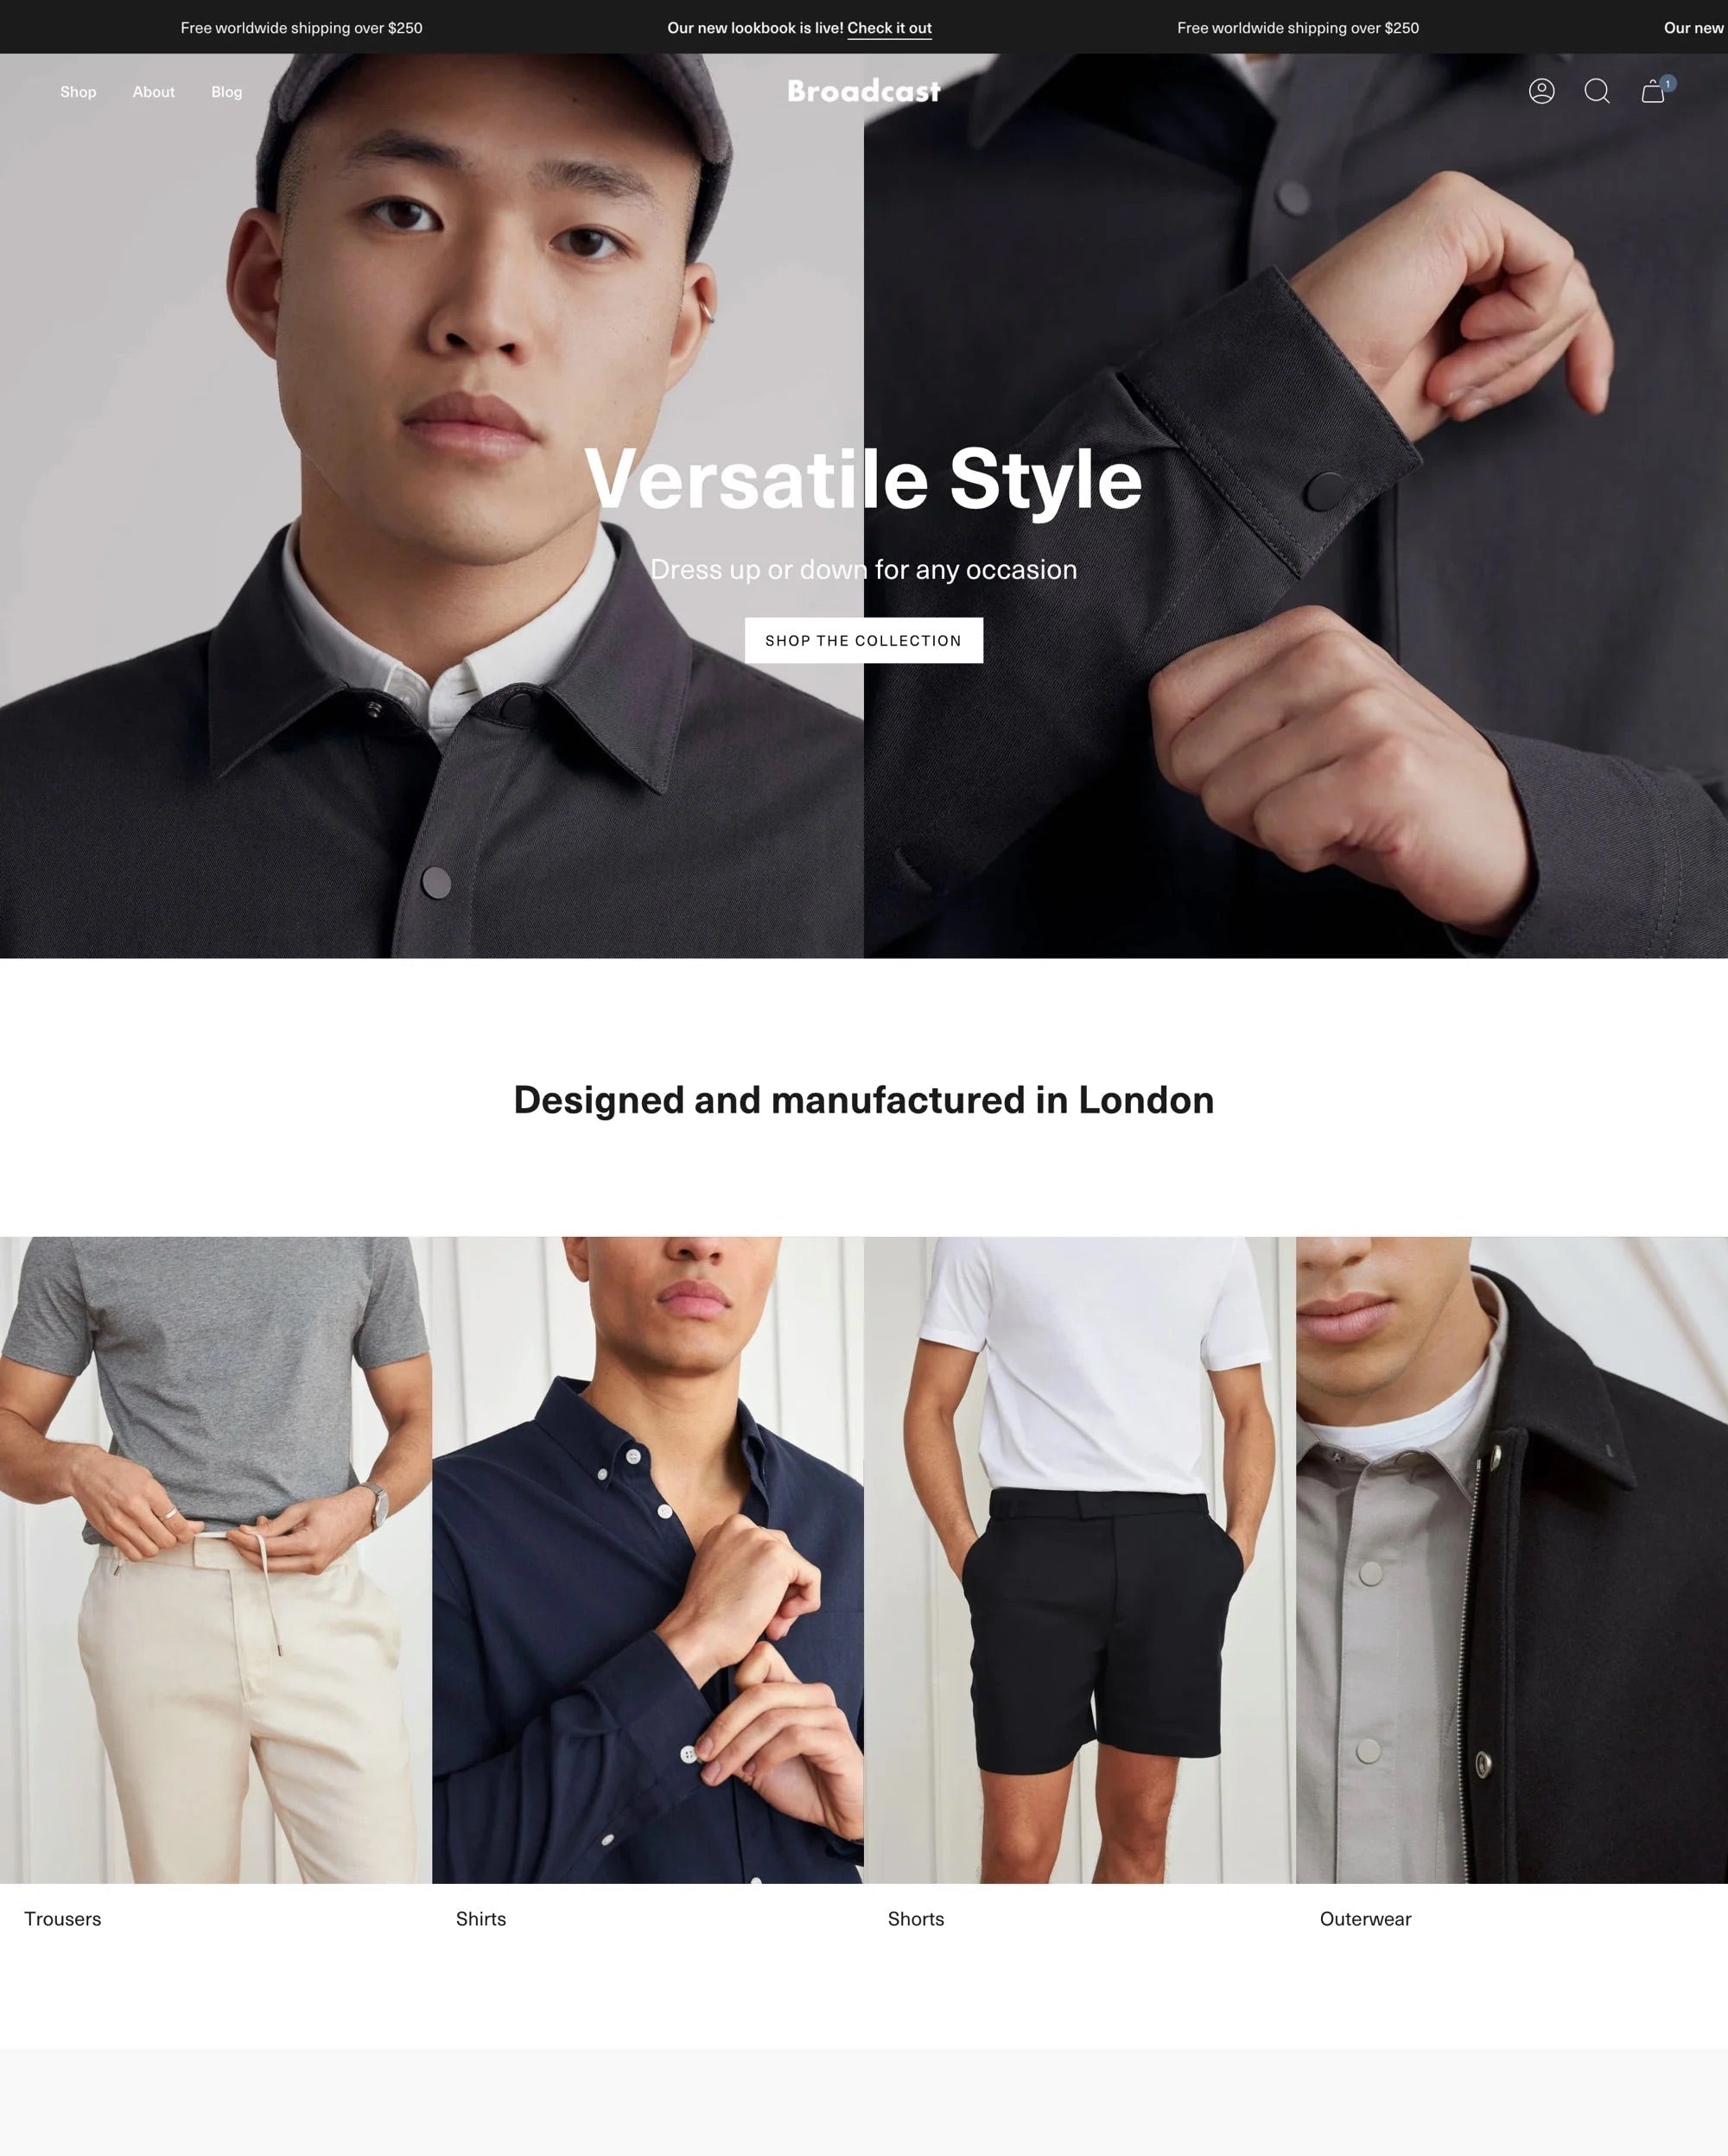 Free worldwide shipping over $250 Our new lookbook is live! Check it out Free worldwide shipping over $250 Our new
Shop About Blog Broadcast 1
Versatile Style
Dress up or down for any occasion
SHOP THE COLLECTION
Designed and manufactured in London
Trousers Shirts Shorts Outerwear